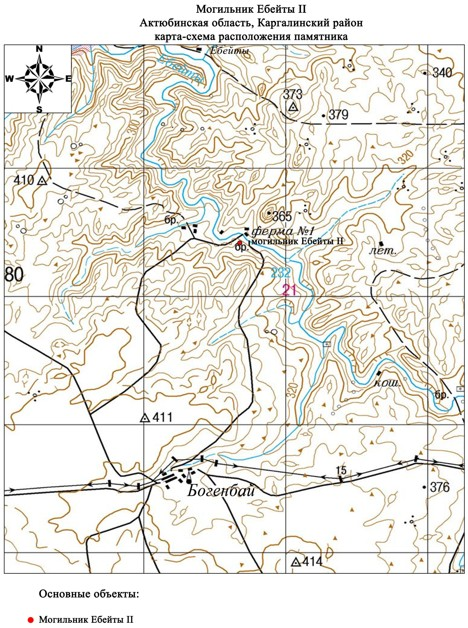 Могильник Ебейты II
Актюбинская область, Каргалинский район
карта-схема расположения памятника
N
W E
S
Ебейты
373
379
340
320
410
365
бр.
ферма №1
могильник Ебейты II
бр.
лет.
80
232
21
кош.
бр.
320
411
15
Богенбай
376
414
Основные объекты:
Могильник Ебейты II